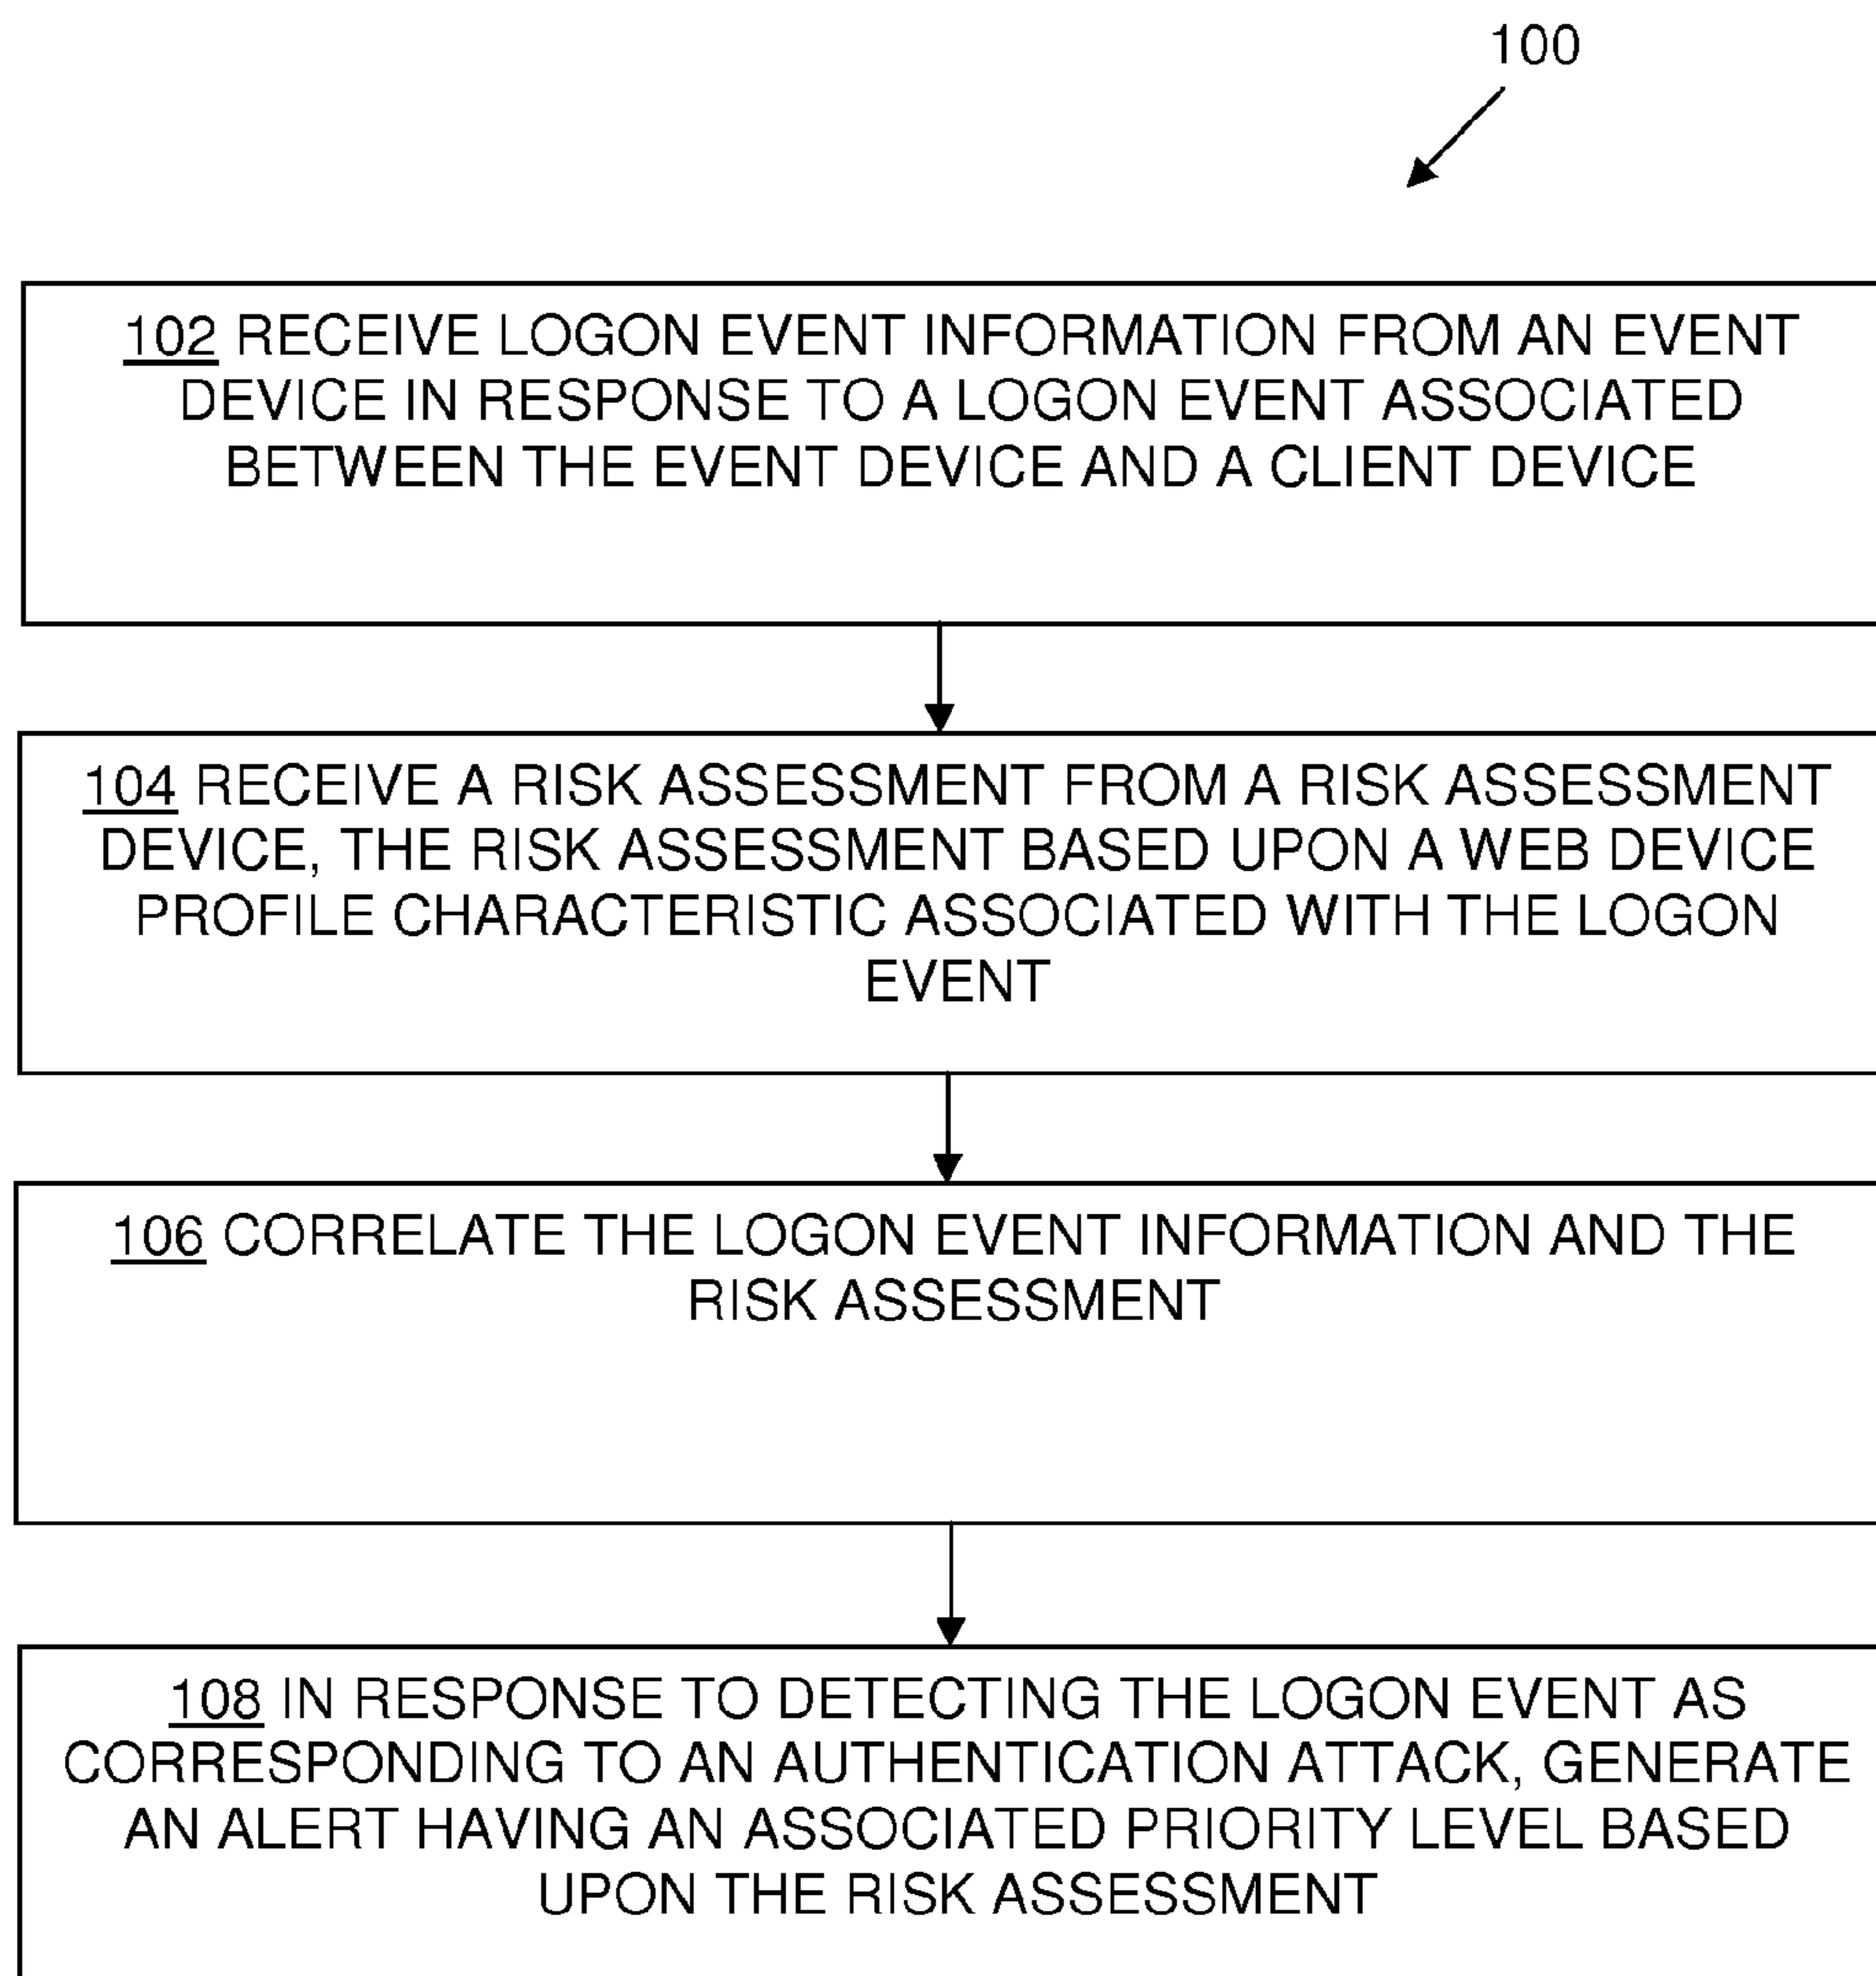 100
102 RECEIVE LOGON EVENT INFORMATION FROM AN EVENT
DEVICE IN RESPONSE TO A LOGON EVENT ASSOCIATED
BETWEEN THE EVENT DEVICE AND A CLIENT DEVICE
104 RECEIVE A RISK ASSESSMENT FROM A RISK ASSESSMENT
DEVICE, THE RISK ASSESSMENT BASED UPON A WEB DEVICE
PROFILE CHARACTERISTIC ASSOCIATED WITH THE LOGON
EVENT
106 CORRELATE THE LOGON EVENT INFORMATION AND THE
RISK ASSESSMENT
108 IN RESPONSE TO DETECTING THE LOGON EVENT AS
CORRESPONDING TO AN AUTHENTICATION ATTACK, GENERATE
AN ALERT HAVING AN ASSOCIATED PRIORITY LEVEL BASED
UPON THE RISK ASSESSMENT